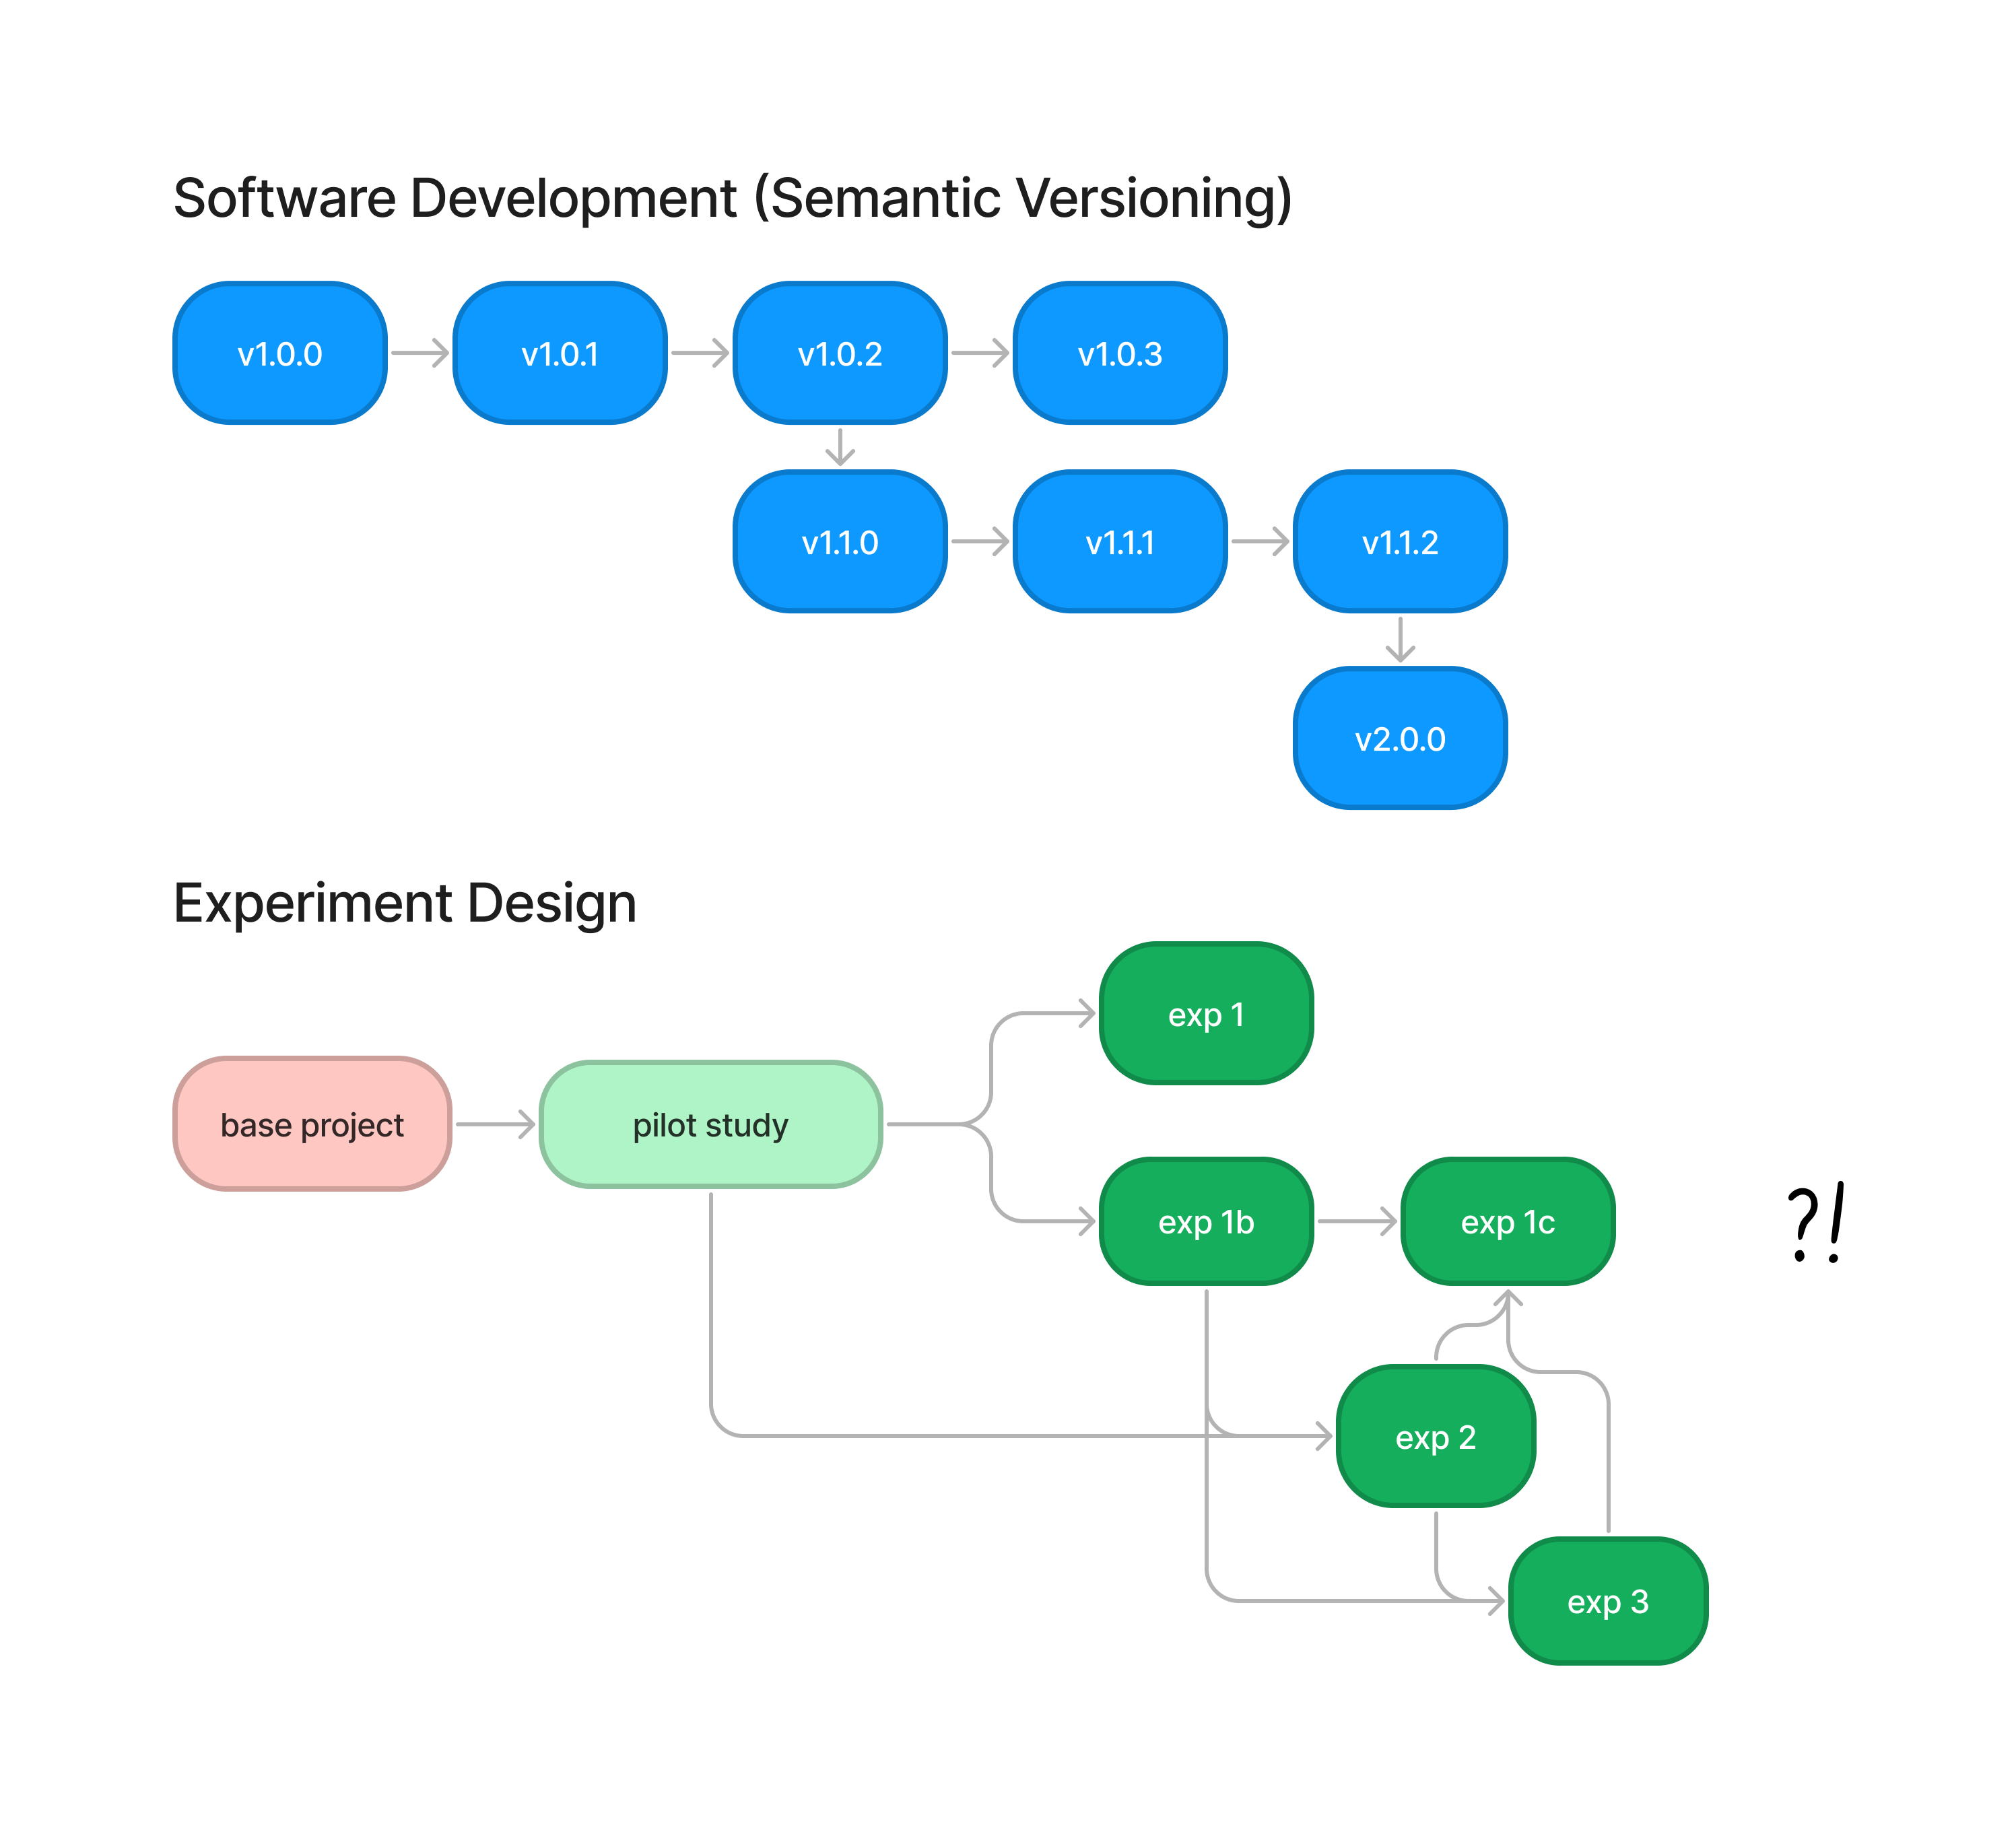 Software Development (Semantic Versioning)
v1.0.0
v1.0.1
v1.0.2
v1.0.3
v1.1.0
v1.1.1
v1.1.2
v2.0.0
Experiment Design
exp 1
base project
pilot study
exp 1b
exp 1c
?!
exp 2
exp 3